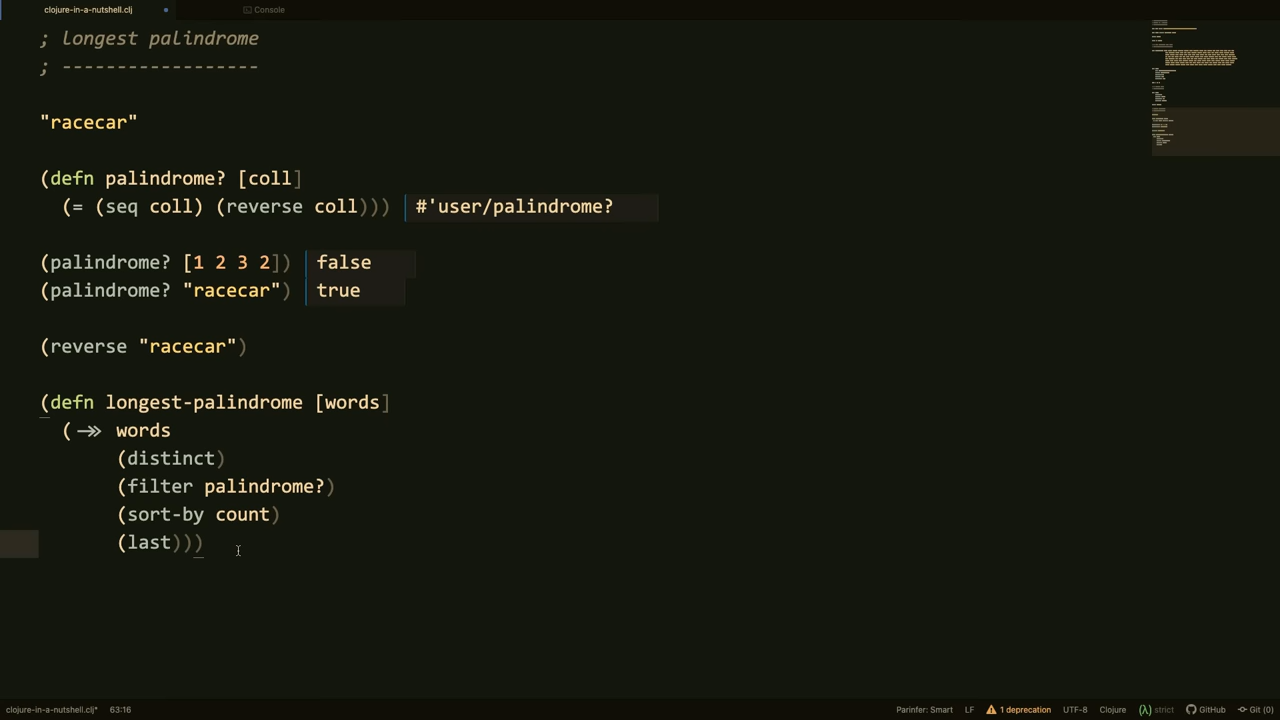 clojure-in-a-nutshell.clj Console
; longest palindrome
; ------------------
"racecar"
(defn palindrome? [coll]
(= (seq coll) (reverse coll))) #'user/palindrome?
(palindrome? [1 2 3 2]) false
(palindrome? "racecar") true
(reverse "racecar")
(defn longest-palindrome [words]
(->> words
(distinct)
(filter palindrome?)
(sort-by count)
(last)))
clojure-in-a-nutshell.clj* 63:16 Parinfer: Smart LF 1 deprecation UTF-8 Clojure (λ) strict GitHub Git (0)